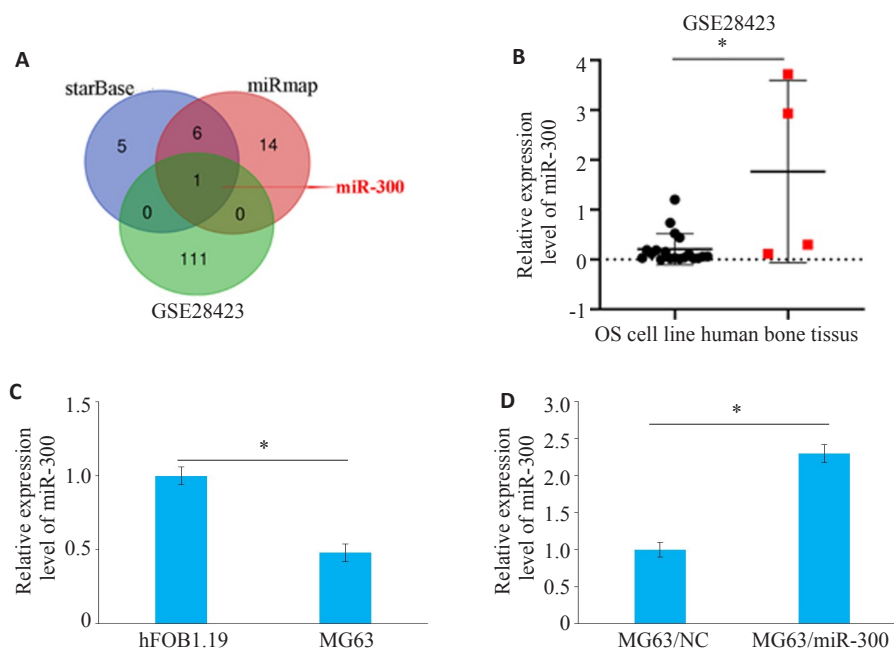 A
starBase
miRmap
5
6
14
1
miR-300
0
0
111
GSE28423
GSE28423
B
*
Relative expression
level of miR-300
4
3
2
1
0
-1
OS cell line human bone tissus
C
Relative expression
level of miR-300
1.5
1.0
0.5
0
*
hFOB1.19
MG63
D
Relative expression
level of miR-300
3.0
2.5
2.0
1.5
1.0
0.5
0
*
MG63/NC
MG63/miR-300